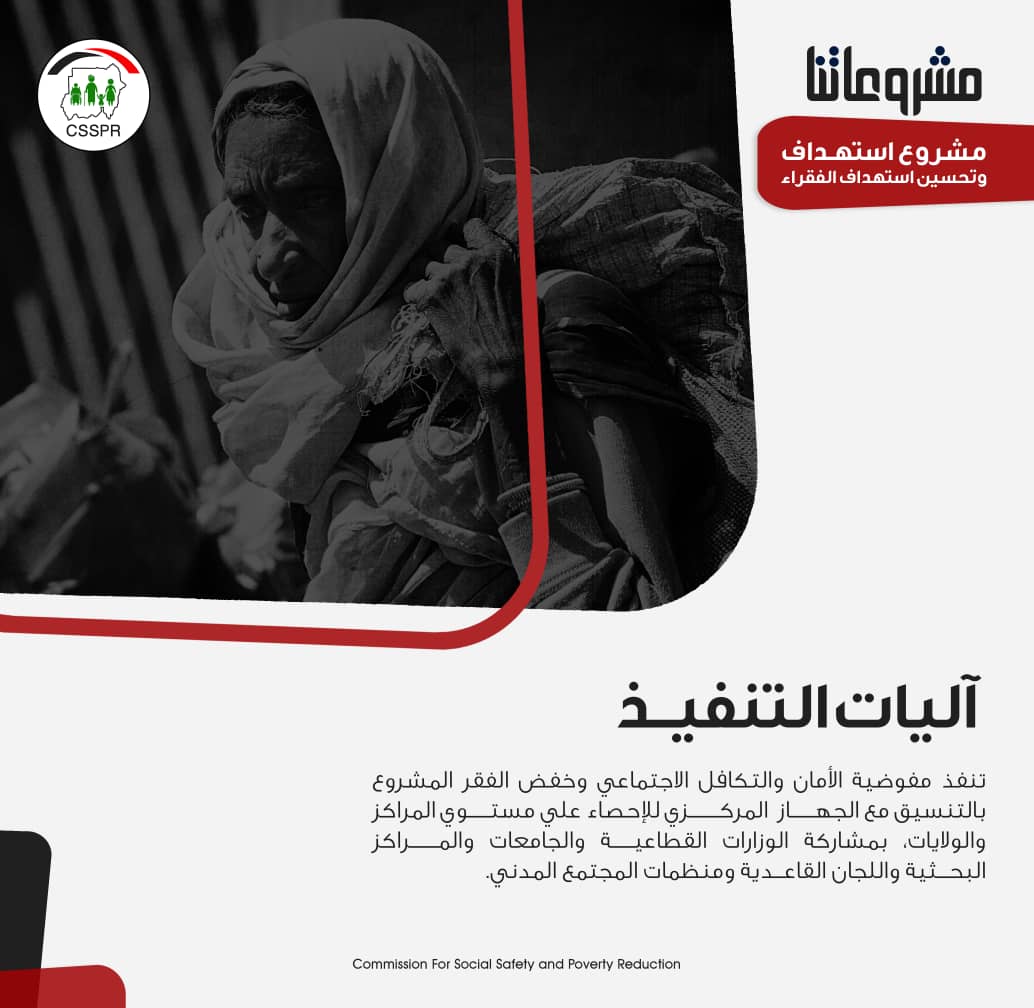 CSSPR
مشروعاتنا
مشروع استهداف
وتحسين استهداف الفقراء
آليات التنفيذ
تنفذ مفوضية الأمان والتكافل الاجتماعي وخفض الفقر المشروع
بالتنسيق مع الجهاز المركزي للإحصاء علي مستوي المراكز
والولايات، بمشاركة الوزارات القطاعية والجامعات والمراكز
البحثية واللجان القاعدية ومنظمات المجتمع المدني.
Commission For Social Safety and Poverty Reduction